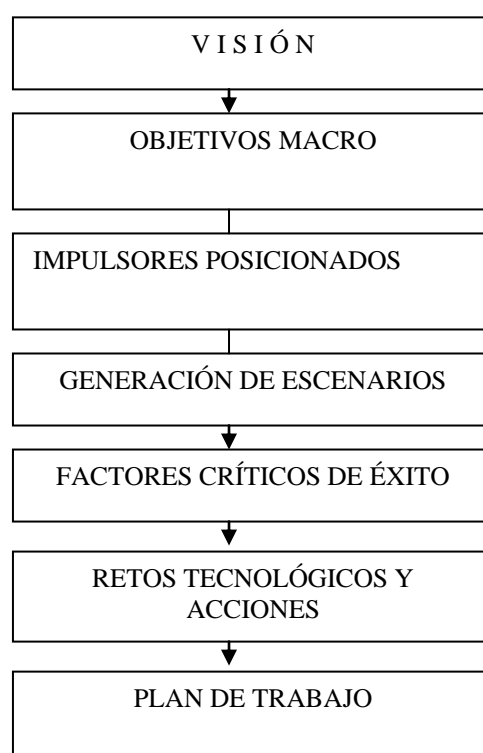 V I S I Ó N
OBJETIVOS MACRO
IMPULSORES POSICIONADOS
GENERACIÓN DE ESCENARIOS
FACTORES CRÍTICOS DE ÉXITO
RETOS TECNOLÓGICOS Y
ACCIONES
PLAN DE TRABAJO